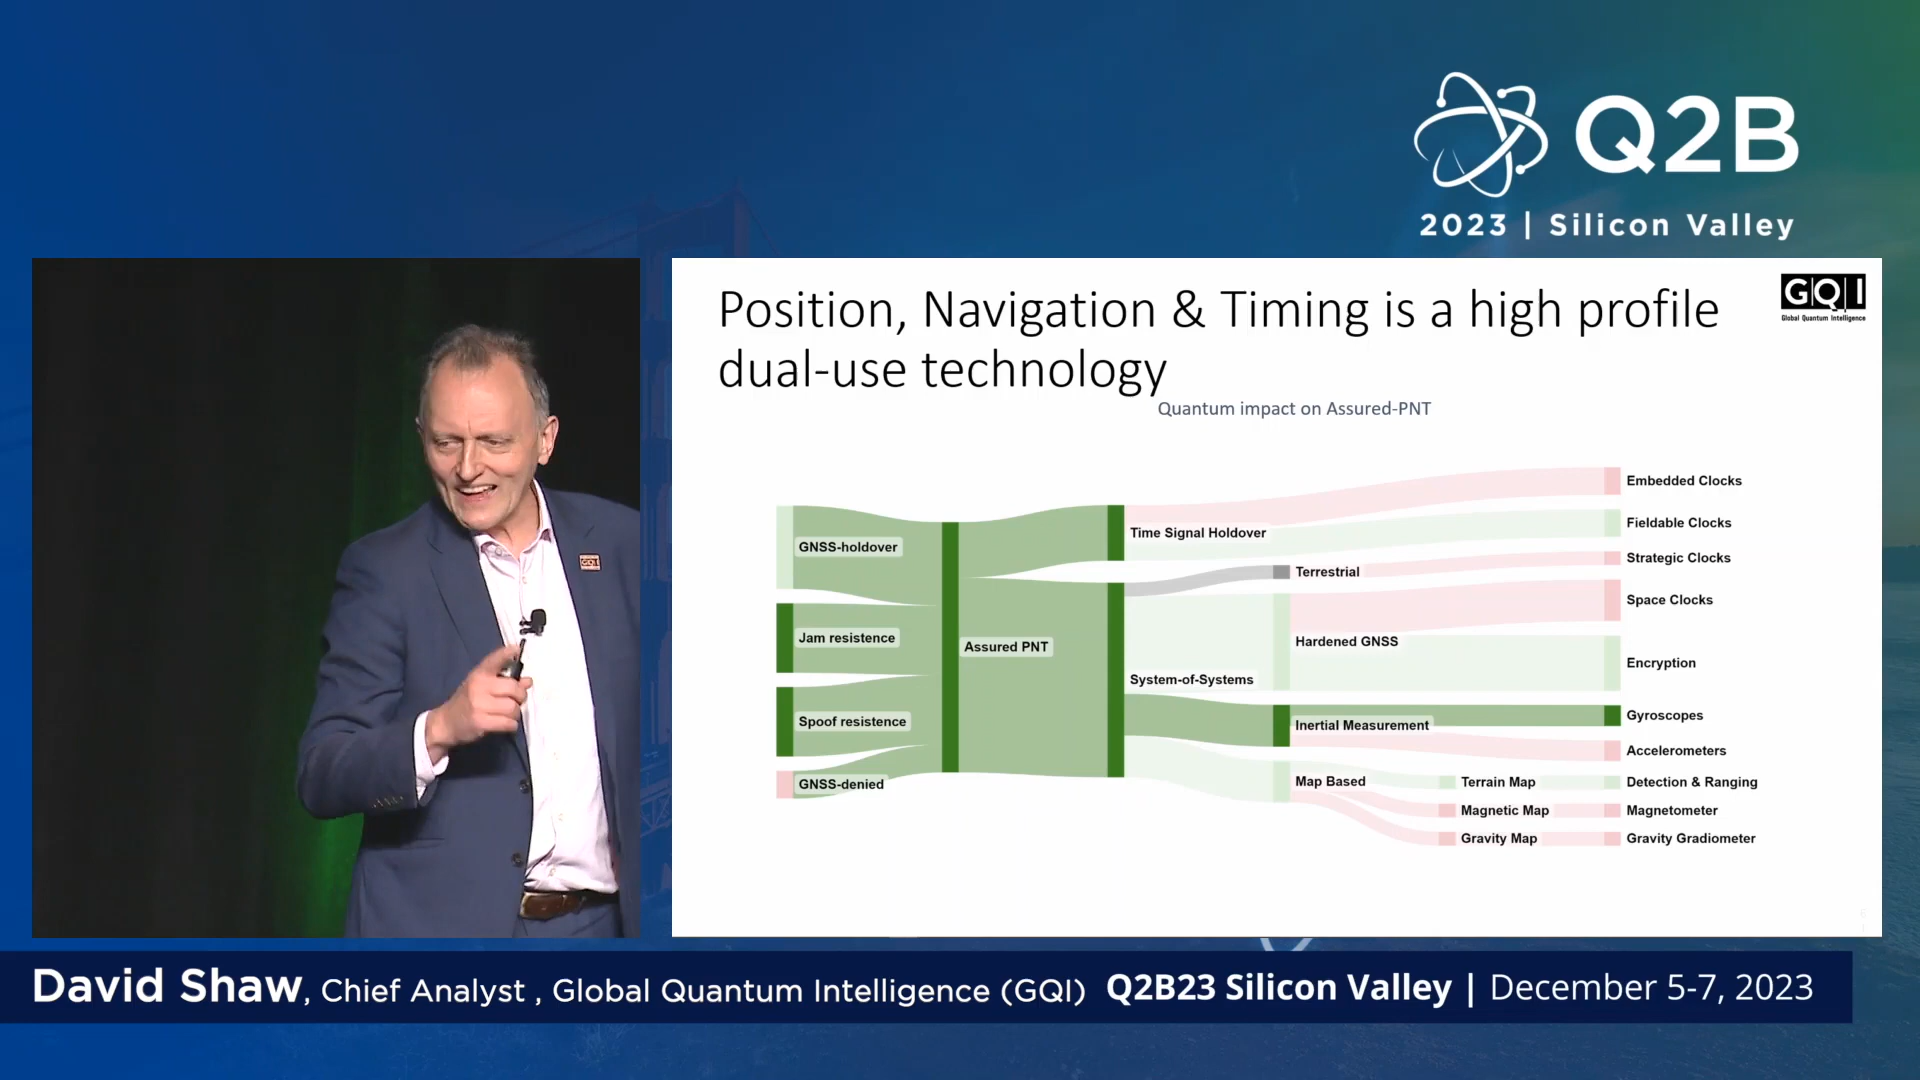 Q2B
2023 | Silicon Valley
Position, Navigation & Timing is a high profile
dual-use technology
GQI
Global Quantum Intelligence
Quantum impact on Assured-PNT
GNSS-holdover
Jam resistence
Spoof resistence
GNSS-denied
Assured PNT
Time Signal Holdover
System-of-Systems
Terrestrial
Hardened GNSS
Inertial Measurement
Map Based
Terrain Map
Magnetic Map
Gravity Map
Embedded Clocks
Fieldable Clocks
Strategic Clocks
Space Clocks
Encryption
Gyroscopes
Accelerometers
Detection & Ranging
Magnetometer
Gravity Gradiometer
GQI
David Shaw, Chief Analyst , Global Quantum Intelligence (GQI) Q2B23 Silicon Valley | December 5-7, 2023